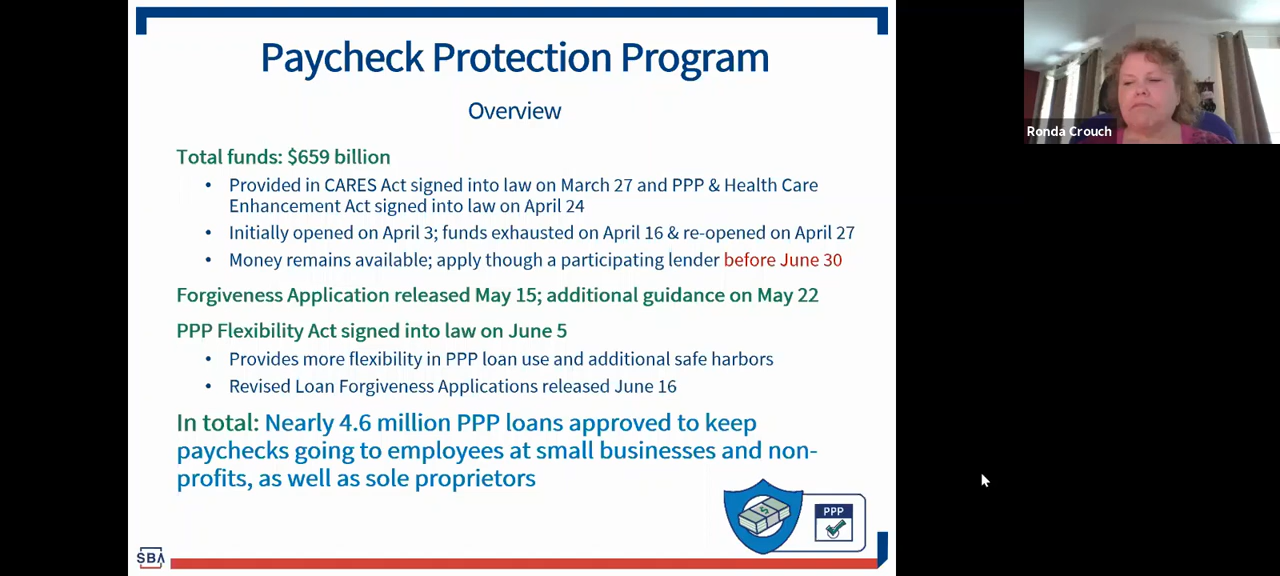 Paycheck Protection Program
Overview
Total funds: $659 billion
• Provided in CARES Act signed into law on March 27 and PPP & Health Care
Enhancement Act signed into law on April 24
• Initially opened on April 3; funds exhausted on April 16 & re-opened on April 27
• Money remains available; apply though a participating lender before June 30
Forgiveness Application released May 15; additional guidance on May 22
PPP Flexibility Act signed into law on June 5
• Provides more flexibility in PPP loan use and additional safe harbors
• Revised Loan Forgiveness Applications released June 16
In total: Nearly 4.6 million PPP loans approved to keep
paychecks going to employees at small businesses and non-
profits, as well as sole proprietors
$
PPP
SBA
Ronda Crouch